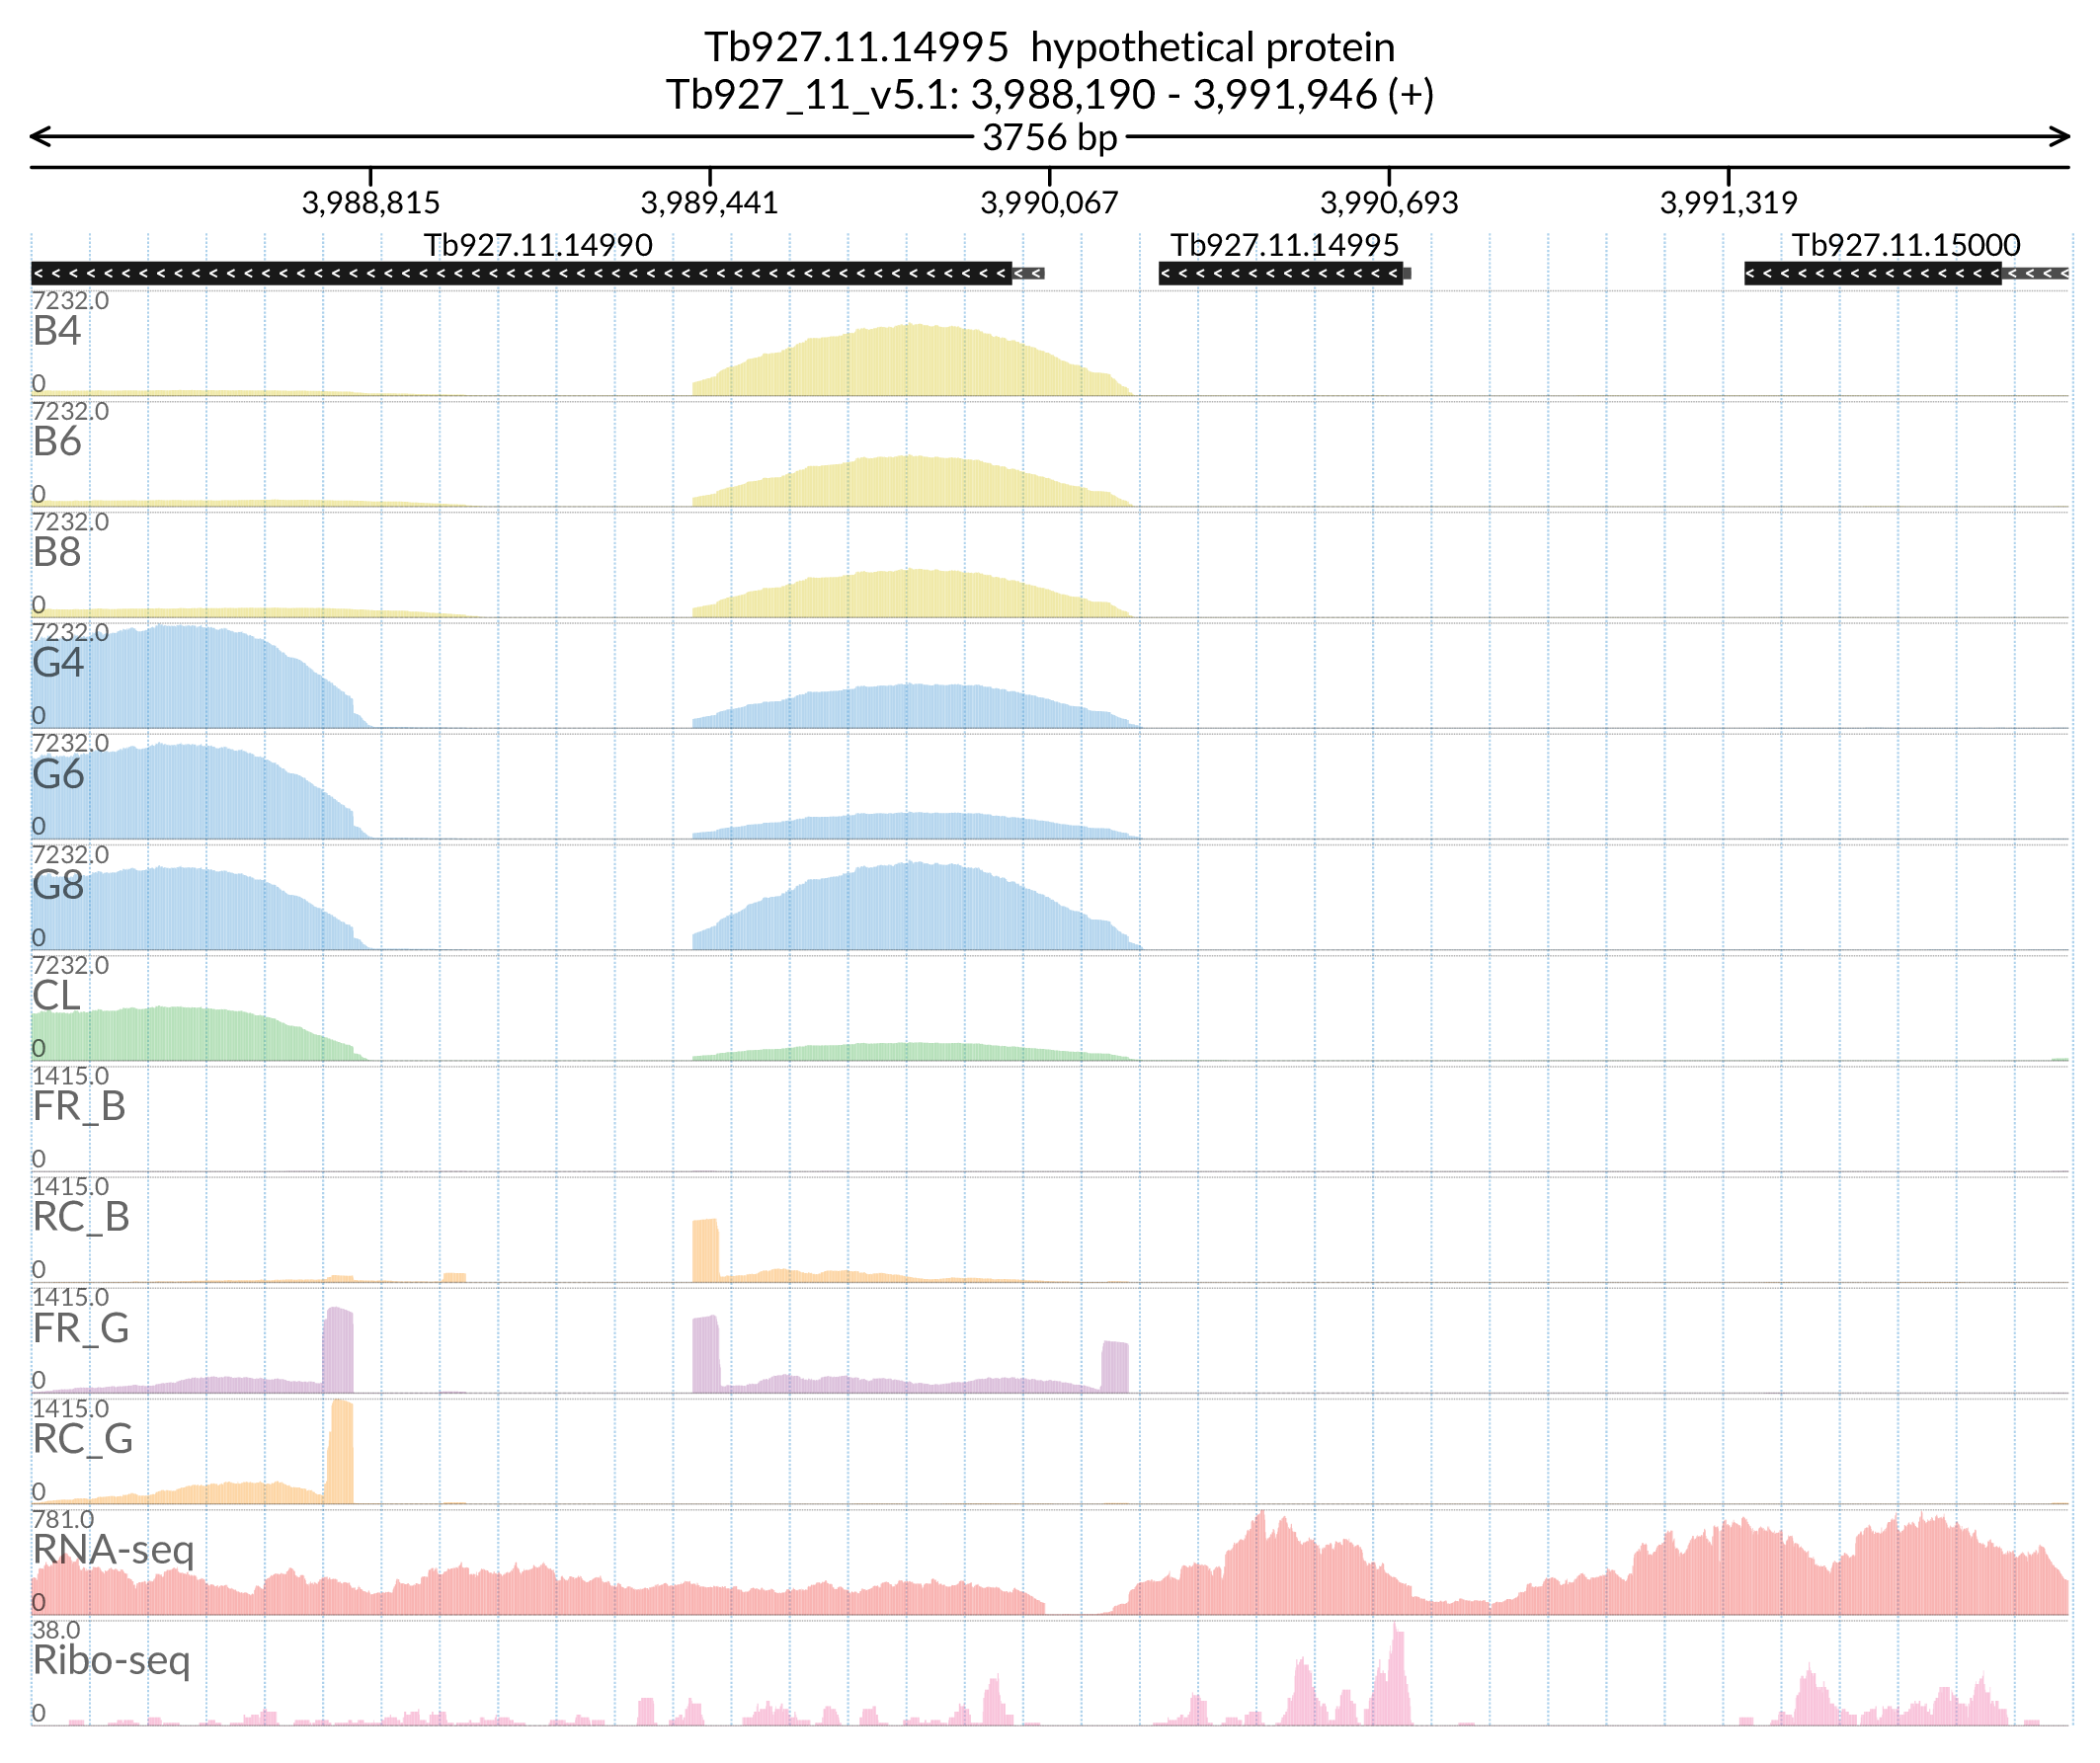 Tb927.11.14995  hypothetical protein
Tb927_11_v5.1: 3,988,190 - 3,991,946 (+)
3756 bp
3,988,815 3,989,441 3,990,067 3,990,693 3,991,319
Tb927.11.14990 Tb927.11.14995 Tb927.11.15000
7232.0
B4
0
7232.0
B6
0
7232.0
B8
0
7232.0
G4
0
7232.0
G6
0
7232.0
G8
0
7232.0
CL
0
1415.0
FR_B
0
1415.0
RC_B
0
1415.0
FR_G
0
1415.0
RC_G
0
781.0
RNA-seq
0
38.0
Ribo-seq
0